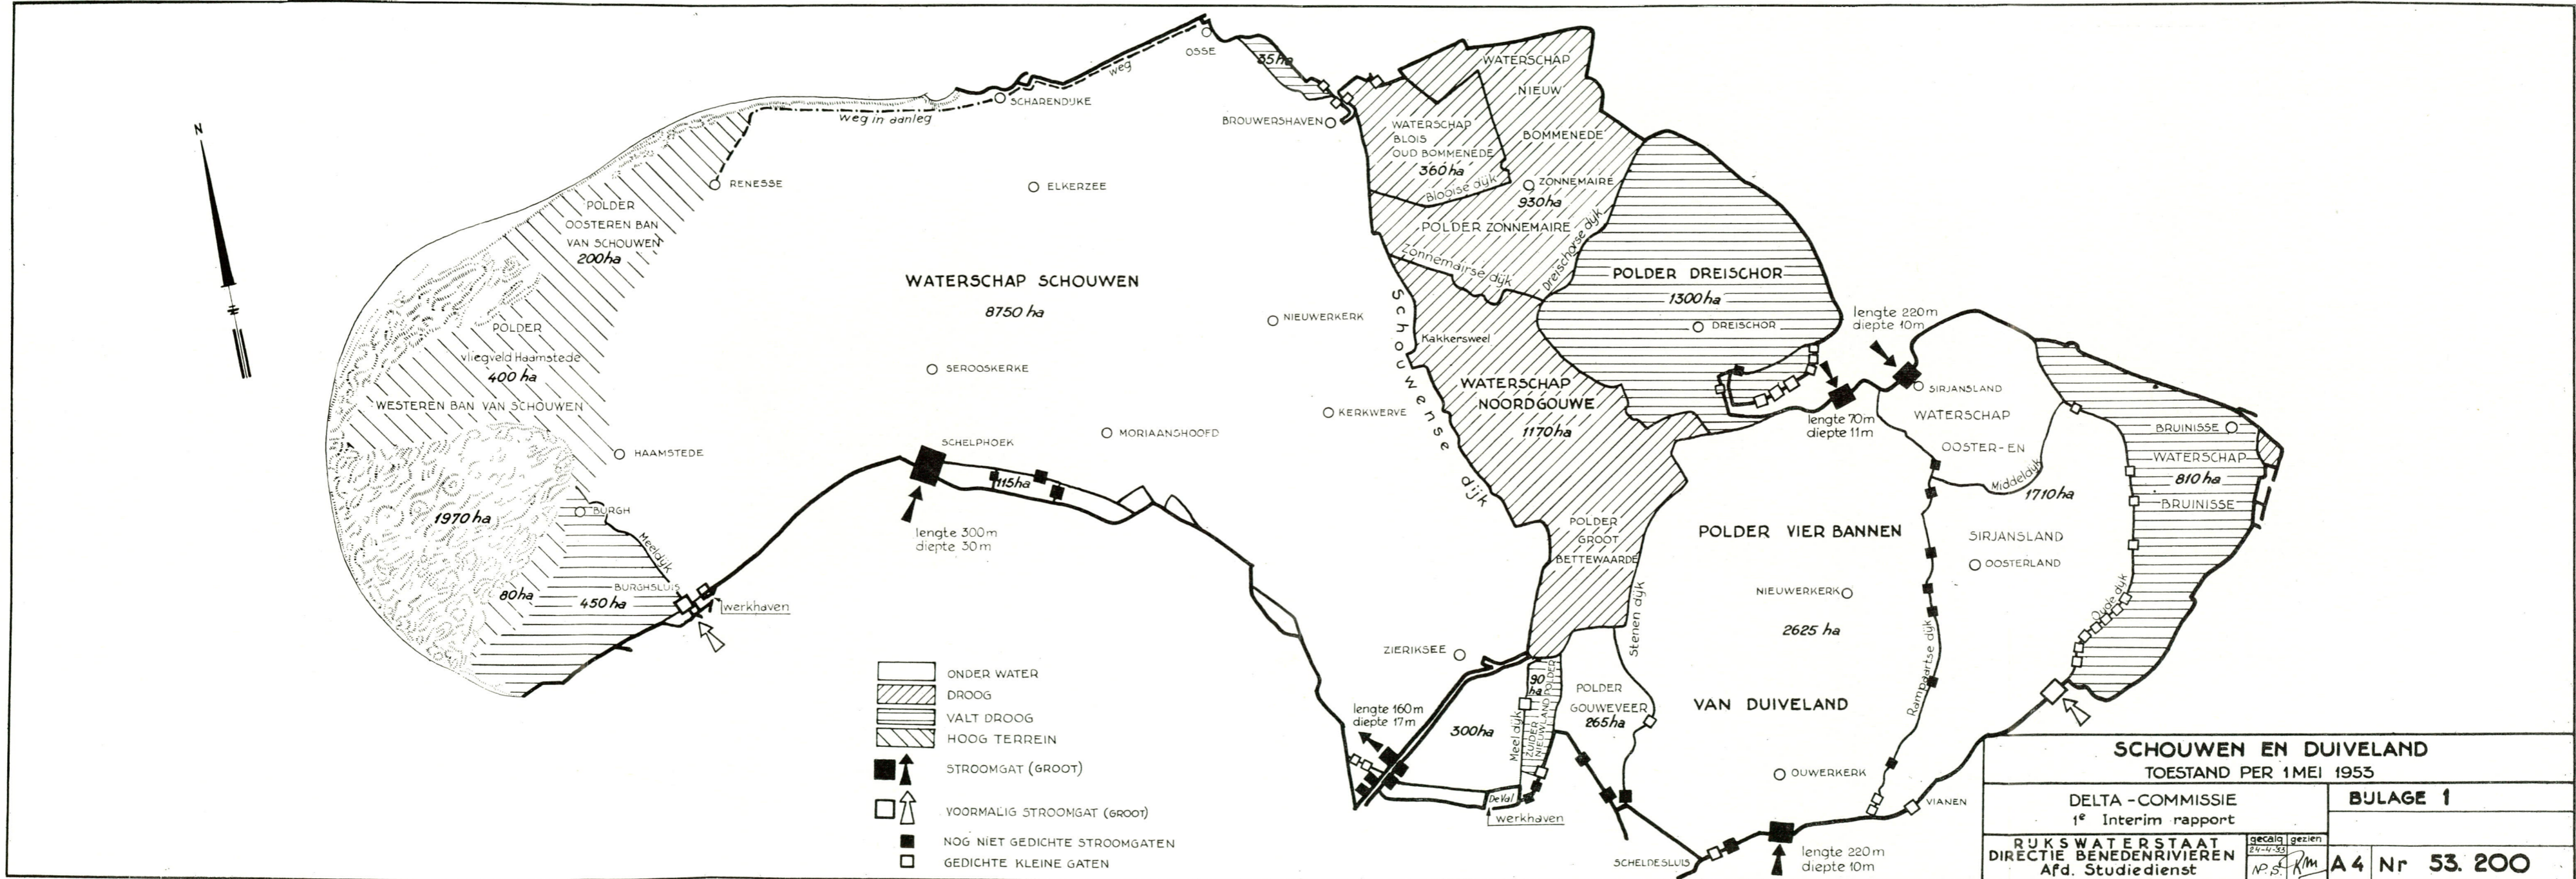 N
OSSE
weg
35ha
SCHARENDIJKE
weg in aanleg
BROUWERSHAVEN
WATERSCHAP
NIEUW
BOMMENEDE
WATERSCHAP
BLOIS
OUD BOMMENEDE
360ha
Blooise dijk
ZONNEMAIRE
930ha
POLDER ZONNEMAIRE
Zonnemairse dijk
Dreischorse dijk
RENESSE
ELKERZEE
POLDER
OOSTEREN BAN
VAN SCHOUWEN
200ha
WATERSCHAP SCHOUWEN
8750 ha
POLDER DREISCHOR
1300ha
DREISCHOR
NIEUWERKERK
Schouwense dijk
Kakkersweel
POLDER
vliegveld Haamstede
400 ha
WESTEREN BAN VAN SCHOUWEN
SEROOSKERKE
KERKWERVE
MORIAANSHOOFD
WATERSCHAP
NOORDGOUWE
1170ha
lengte 220m
diepte 10m
lengte 70m
diepte 11m
SIRJANSLAND
WATERSCHAP
OOSTER-EN
Middeldijk
1710ha
SIRJANSLAND
OOSTERLAND
BRUINISSE
WATERSCHAP
810ha
BRUINISSE
Oude dijk
HAAMSTEDE
SCHELPHOEK
115ha
lengte 300m
diepte 30m
1970ha
BURGH
Meeldijk
BURGHSLUIS
80ha
450ha
werkhaven
POLDER
GROOT
BETTEWAARDE
Stenen dijk
POLDER VIER BANNEN
NIEUWERKERK
2625 ha
VAN DUIVELAND
Rampaartse dijk
ZIERIKSEE
lengte 160m
diepte 17m
300ha
90
ha
Meeldijk
ZUIDER
NIEUWLAND POLDER
POLDER
GOUWEVEER
265ha
De Val
werkhaven
OUWERKERK
VIANEN
SCHELDESLUIS
lengte 220m
diepte 10m
ONDER WATER
DROOG
VALT DROOG
HOOG TERREIN
STROOMGAT (GROOT)
VOORMALIG STROOMGAT (GROOT)
NOG NIET GEDICHTE STROOMGATEN
GEDICHTE KLEINE GATEN
SCHOUWEN EN DUIVELAND
TOESTAND PER 1 MEI 1953
DELTA-COMMISSIE
1e Interim rapport
BIJLAGE 1
RIJKSWATERSTAAT
DIRECTIE BENEDENRIVIEREN
Afd. Studiedienst
gecalq gezien
24-4-53
A4 Nr 53. 200